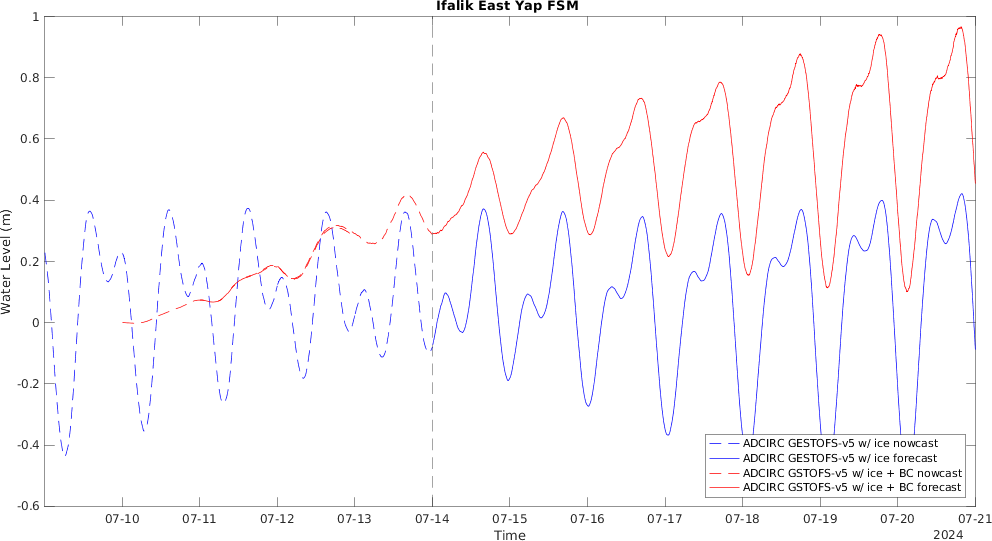 Ifalik East Yap FSM
1
0.8
0.6
0.4
0.2
0
-0.2
-0.4
-0.6
Water Level (m)
07-10 07-11 07-12 07-13 07-14 07-15 07-16 07-17 07-18 07-19 07-20 07-21
Time
2024
ADCIRC GESTOFS-v5 w/ ice nowcast
ADCIRC GESTOFS-v5 w/ ice forecast
ADCIRC GSTOFS-v5 w/ ice + BC nowcast
ADCIRC GSTOFS-v5 w/ ice + BC forecast